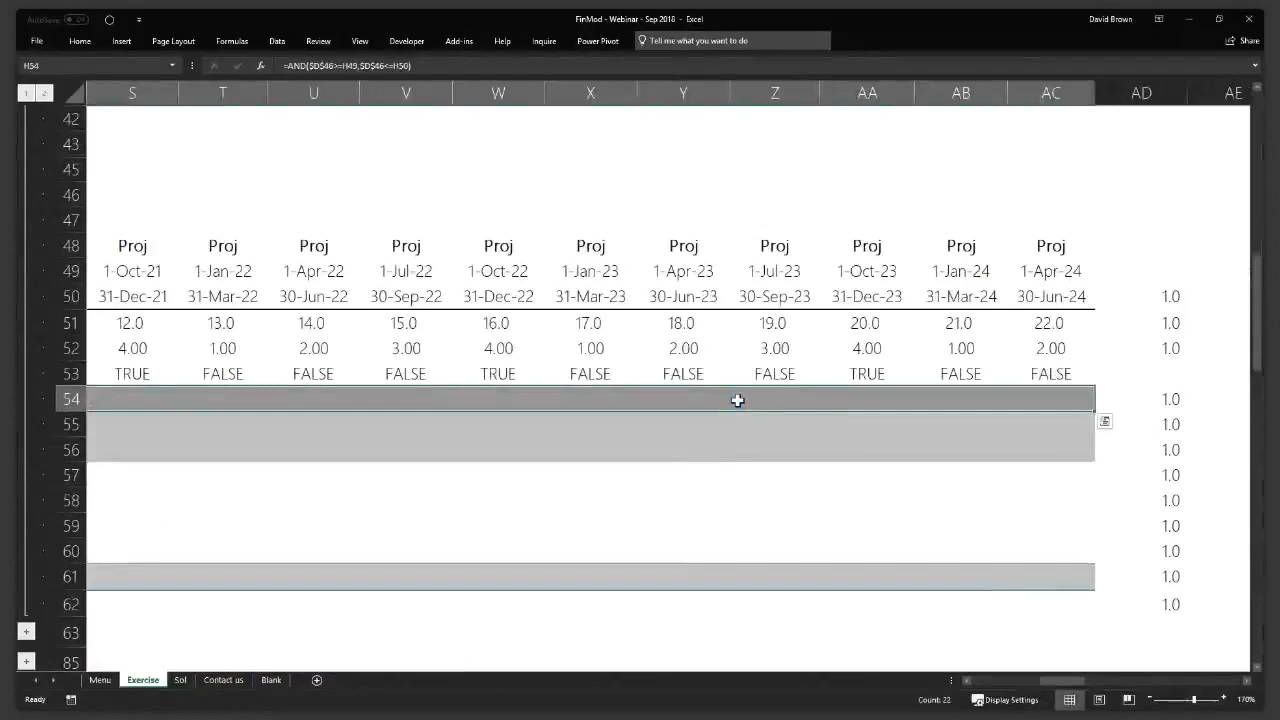 AutoSave Off FinMod - Webinar - Sep 2018 - Excel David Brown
File Home Insert Page Layout Formulas Data Review View Developer Add-ins Help Inquire Power Pivot Tell me what you want to do Share
H54 fx =AND($D$46>=H49,$D$46<=H50)
1 2 S T U V W X Y Z AA AB AC AD AE
42
43
45
46
47
48 Proj Proj Proj Proj Proj Proj Proj Proj Proj Proj Proj
49 1-Oct-21 1-Jan-22 1-Apr-22 1-Jul-22 1-Oct-22 1-Jan-23 1-Apr-23 1-Jul-23 1-Oct-23 1-Jan-24 1-Apr-24
50 31-Dec-21 31-Mar-22 30-Jun-22 30-Sep-22 31-Dec-22 31-Mar-23 30-Jun-23 30-Sep-23 31-Dec-23 31-Mar-24 30-Jun-24 1.0
51 12.0 13.0 14.0 15.0 16.0 17.0 18.0 19.0 20.0 21.0 22.0 1.0
52 4.00 1.00 2.00 3.00 4.00 1.00 2.00 3.00 4.00 1.00 2.00 1.0
53 TRUE FALSE FALSE FALSE TRUE FALSE FALSE FALSE TRUE FALSE FALSE
54 1.0
55 1.0
56 1.0
57 1.0
58 1.0
59 1.0
60 1.0
61 1.0
62 1.0
63
85
Menu Exercise Sol Contact us Blank
Ready Count: 22 Display Settings 170%